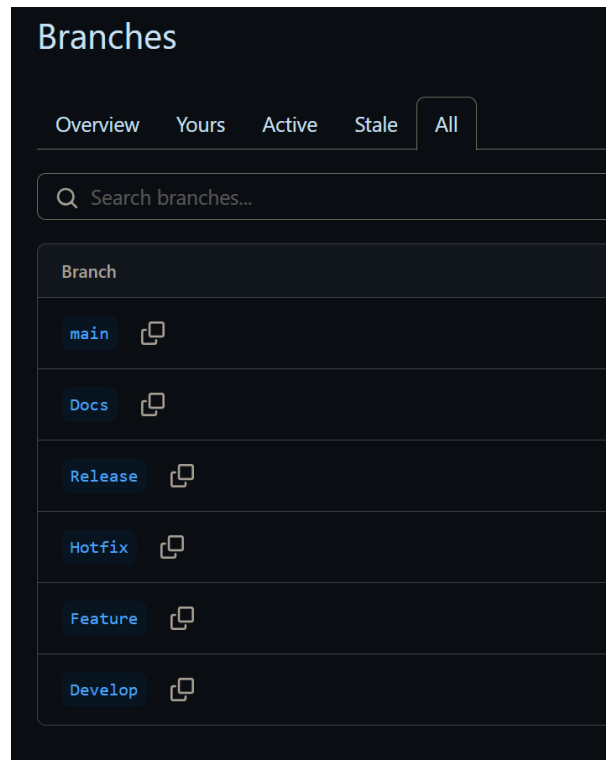 Branches
Overview Yours Active Stale All
Search branches...
Branch
main
Docs
Release
Hotfix
Feature
Develop